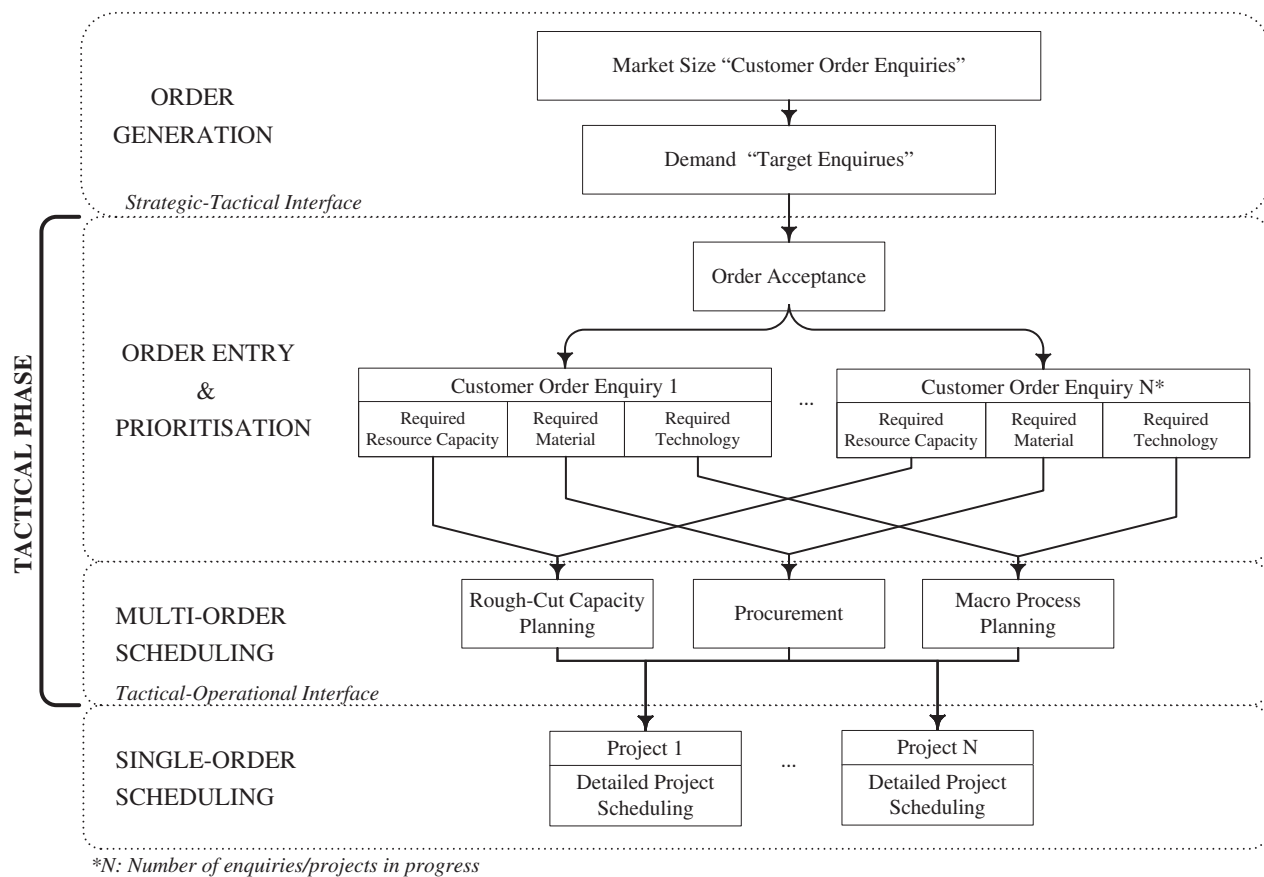 Market Size “Customer Order Enquiries”
ORDER
GENERATION
Demand “Target Enquirues”
Strategic-Tactical Interface
TACTICAL PHASE
Order Acceptance
ORDER ENTRY
&
PRIORITISATION
Customer Order Enquiry 1
...
Customer Order Enquiry N*
Required
Resource Capacity
Required
Material
Required
Technology
Required
Resource Capacity
Required
Material
Required
Technology
MULTI-ORDER
SCHEDULING
Rough-Cut Capacity
Planning
Procurement
Macro Process
Planning
Tactical-Operational Interface
SINGLE-ORDER
SCHEDULING
Project 1
Detailed Project
Scheduling
...
Project N
Detailed Project
Scheduling
*N: Number of enquiries/projects in progress